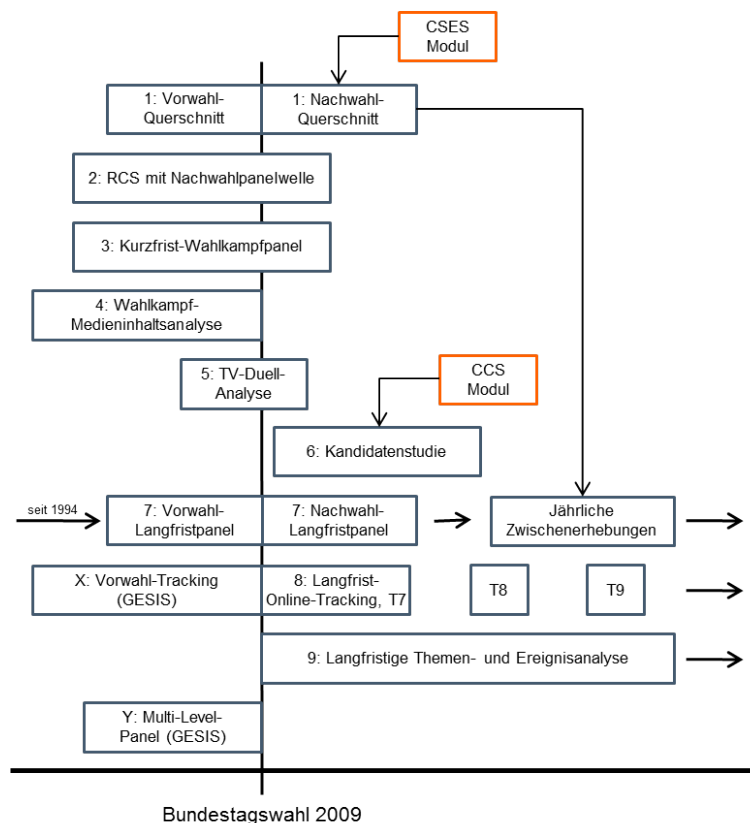 CSES
Modul
1: Vorwahl-
Querschnitt
1: Nachwahl-
Querschnitt
2: RCS mit Nachwahlpanelwelle
3: Kurzfrist-Wahlkampfpanel
4: Wahlkampf-
Medieninhaltsanalyse
5: TV-Duell-
Analyse
CCS
Modul
6: Kandidatenstudie
seit 1994
7: Vorwahl-
Langfristpanel
7: Nachwahl-
Langfristpanel
Jährliche
Zwischenerhebungen
X: Vorwahl-Tracking
(GESIS)
8: Langfrist-
Online-Tracking, T7
T8
T9
9: Langfristige Themen- und Ereignisanalyse
Y: Multi-Level-
Panel (GESIS)
Bundestagswahl 2009